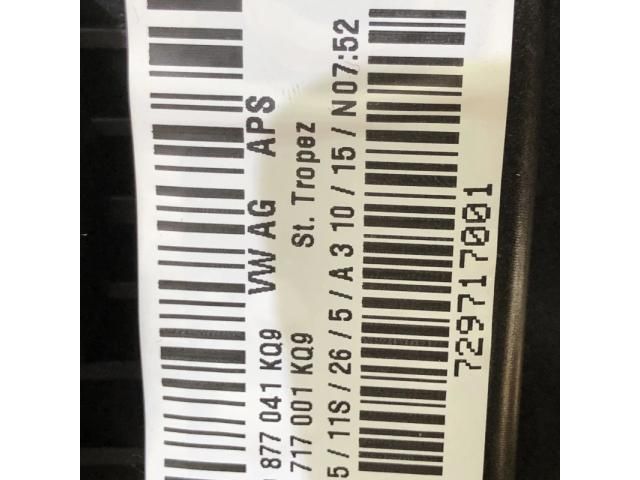 877 041 KQ9 VW AG APS
717 001 KQ9 St. Tropez
5 / 11S / 26 / 5 / A 3 10 / 15 / N07:52
729717001